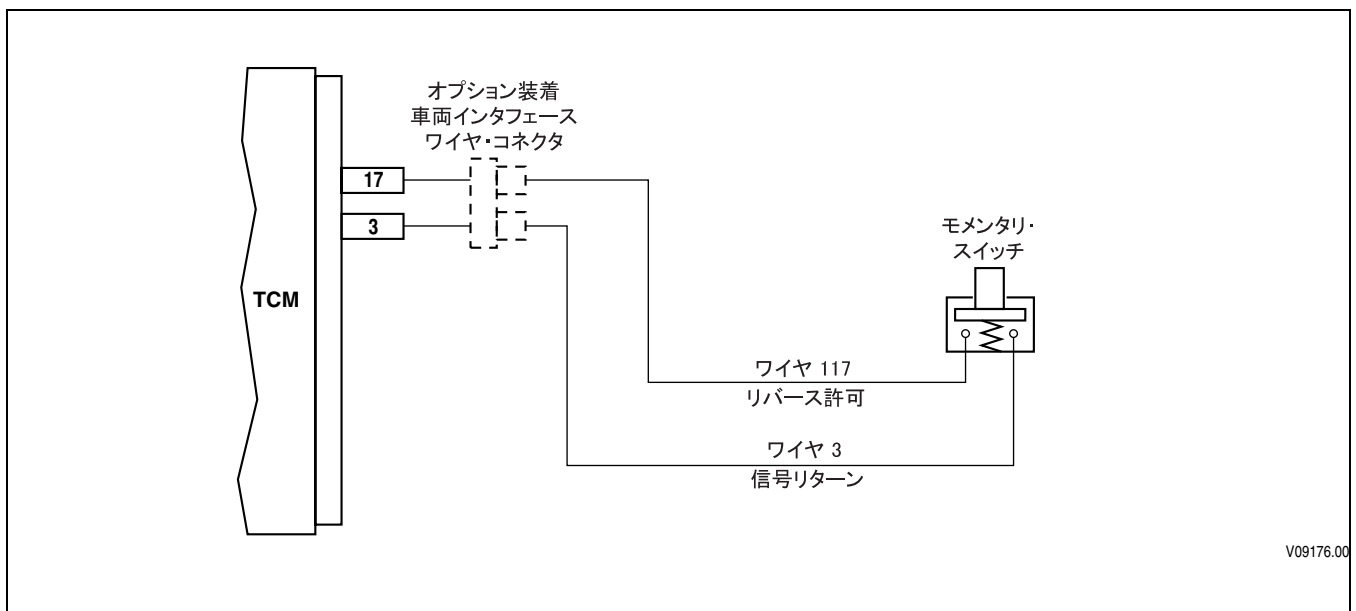 オプション装着
車両インタフェース
ワイヤ・コネクタ
17
3
TCM
モメンタリ・
スイッチ
ワイヤ 117
リバース許可
ワイヤ 3
信号リターン
V09176.00